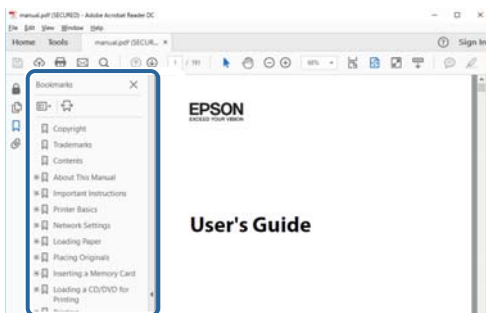 manual.pdf (SECURED) - Adobe Acrobat Reader DC
File Edit View Window Help
Home Tools manual.pdf (SECUR... × Sign In
1 / 191
Bookmarks
EPSON
EXCEED YOUR VISION
Copyright
Trademarks
Contents
About This Manual
Important Instructions
Printer Basics
Network Settings
User's Guide
Loading Paper
Placing Originals
Inserting a Memory Card
Loading a CD/DVD for
Printing
Printing